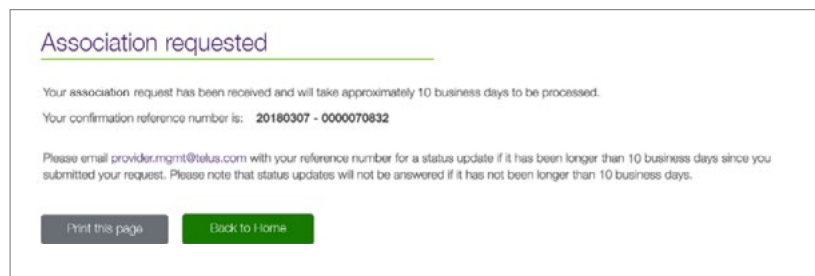 Association requested
Your association request has been received and will take approximately 10 business days to be processed.
Your confirmation reference number is: 20180307 - 0000070832
Please email provider.mgmt@telus.com with your reference number for a status update if it has been longer than 10 business days since you
submitted your request. Please note that status updates will not be answered if it has not been longer than 10 business days.
Print this page
Back to Home